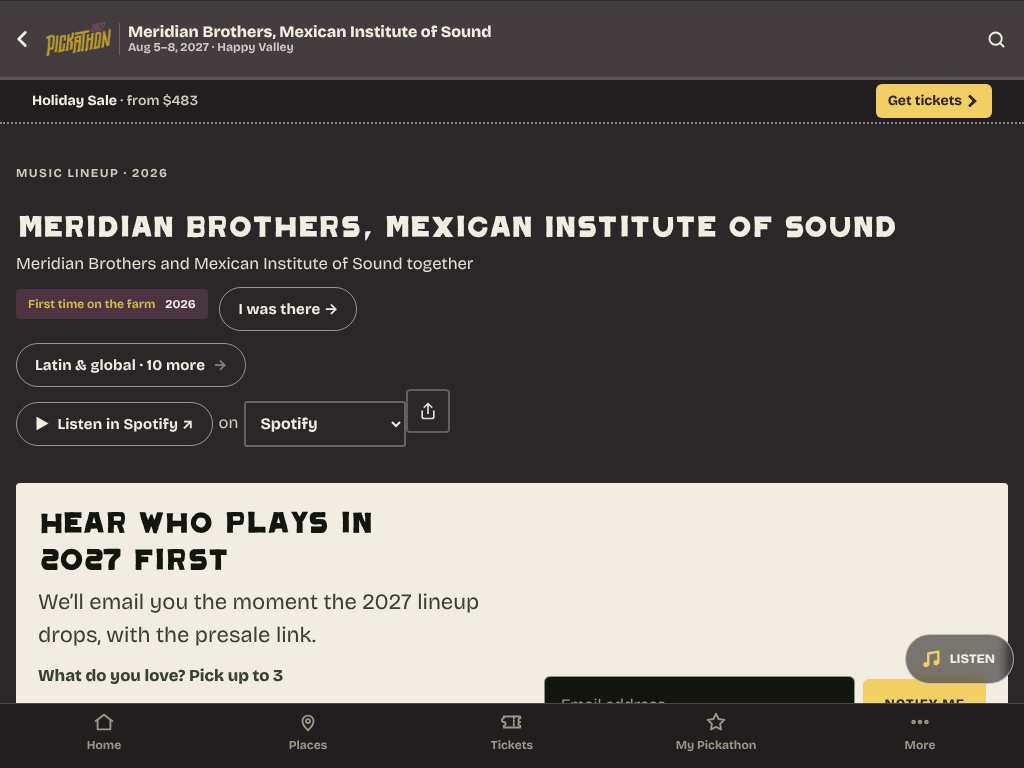 PICKATHON
Meridian Brothers, Mexican Institute of Sound
Aug 5–8, 2027 · Happy Valley
Holiday Sale · from $483
Get tickets
MUSIC LINEUP · 2026
MERIDIAN BROTHERS, MEXICAN INSTITUTE OF SOUND
Meridian Brothers and Mexican Institute of Sound together
First time on the farm 2026
I was there →
Latin & global · 10 more →
Listen in Spotify ↗ on Spotify
HEAR WHO PLAYS IN
2027 FIRST
We’ll email you the moment the 2027 lineup
drops, with the presale link.
What do you love? Pick up to 3
LISTEN
Email address
NOTIFY ME
Home
Places
Tickets
My Pickathon
More